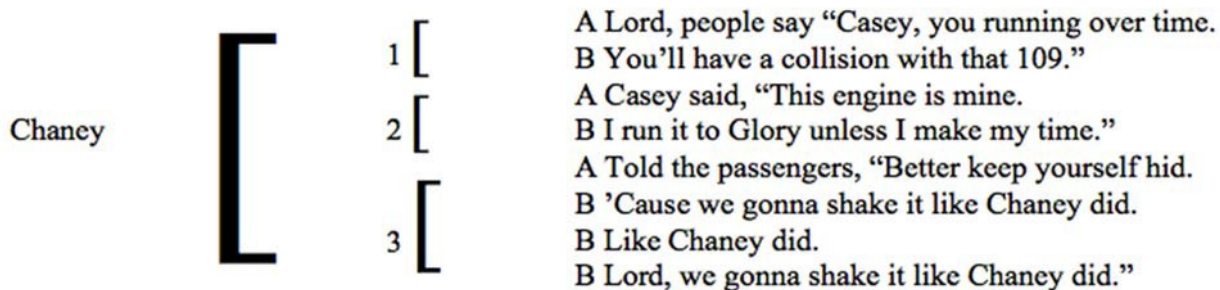 A Lord, people say “Casey, you running over time.
1
B You’ll have a collision with that 109.”
A Casey said, “This engine is mine.
Chaney
2
B I run it to Glory unless I make my time.”
A Told the passengers, “Better keep yourself hid.
B ’Cause we gonna shake it like Chaney did.
3
B Like Chaney did.
B Lord, we gonna shake it like Chaney did.”